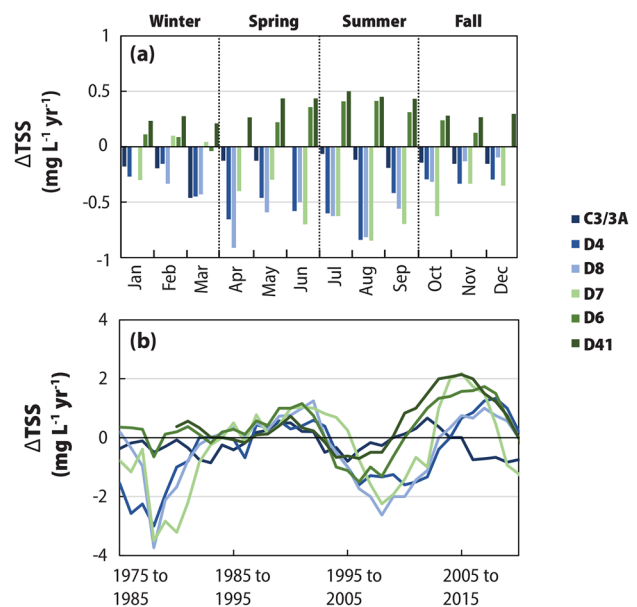 Winter Spring Summer Fall
(a)
1
0.5
0
-0.5
-1
ΔTSS
(mg L-1 yr-1)
Jan Feb Mar Apr May Jun Jul Aug Sep Oct Nov Dec
C3/3A
D4
D8
D7
D6
D41
(b)
4
2
0
-2
-4
ΔTSS
(mg L-1 yr-1)
1975 to 1985 to 1995 to 2005 to
1985 1995 2005 2015